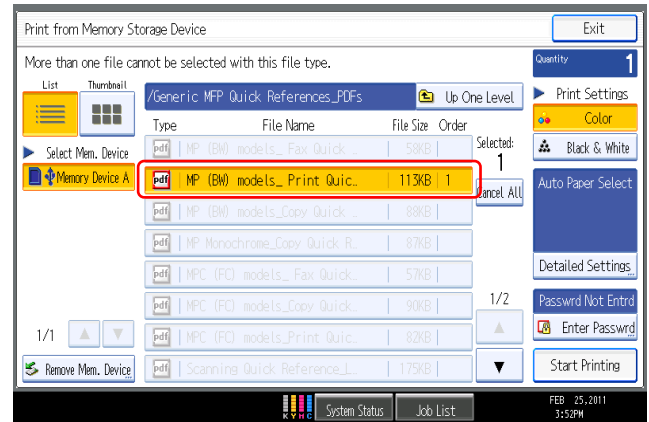 Print from Memory Storage Device
Exit
More than one file cannot be selected with this file type.
Quantity
1
List
Thumbnail
/Generic MFP Quick References_PDFs
Up One Level
Print Settings
Type
File Name
File Size
Order
Color
Select Mem. Device
pdf
MP (BW) models_ Fax Quick ...
58KB
Selected:
1
Black & White
Memory Device A
pdf
MP (BW) models_ Print Quic...
113KB
1
Cancel All
Auto Paper Select
pdf
MP (BW) models_Copy Quick ...
88KB
pdf
MP Monochrome_Copy Quick R...
87KB
pdf
MPC (FC) models_ Fax Quick...
57KB
Detailed Settings
pdf
MPC (FC) models_Copy Quick...
90KB
1/2
Passwrd Not Entrd
1/1
pdf
MPC (FC) models_Print Quic...
82KB
Enter Passwrd
Remove Mem. Device
pdf
Scanning Quick Reference_L...
175KB
Start Printing
K Y M C
System Status
Job List
FEB 25,2011
3:52PM